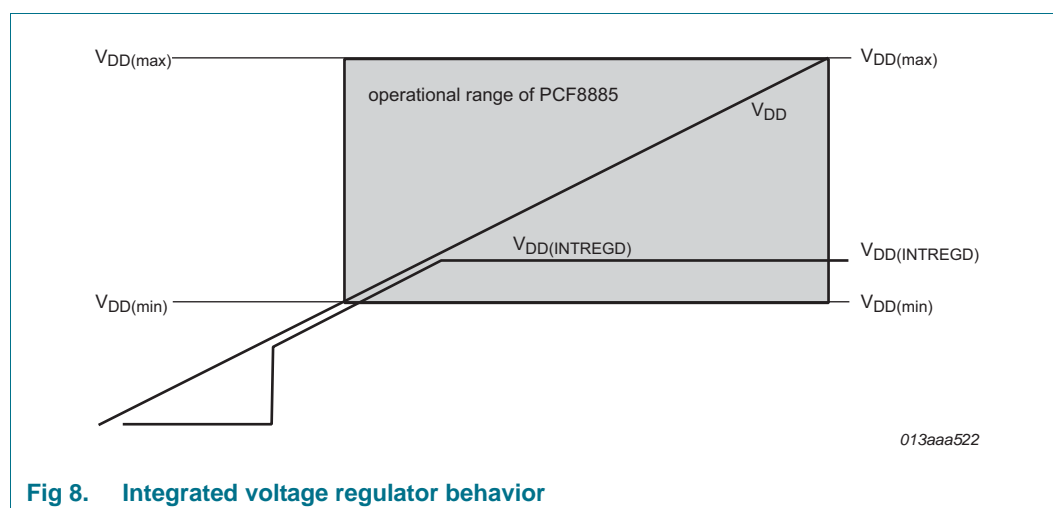 VDD(max)
VDD(max)
operational range of PCF8885
VDD
VDD(INTREGD)
VDD(INTREGD)
VDD(min)
VDD(min)
013aaa522
Fig 8. Integrated voltage regulator behavior